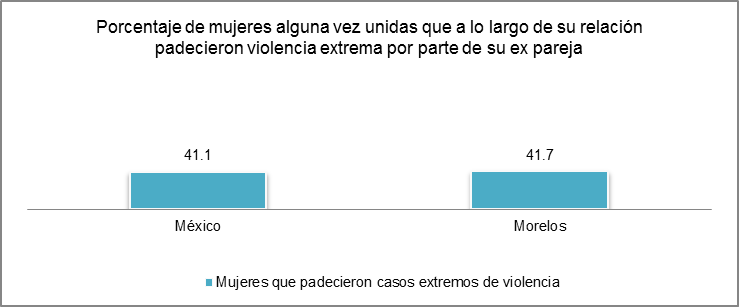 Porcentaje de mujeres alguna vez unidas que a lo largo de su relación
padecieron violencia extrema por parte de su ex pareja
41.1
41.7
México
Morelos
Mujeres que padecieron casos extremos de violencia